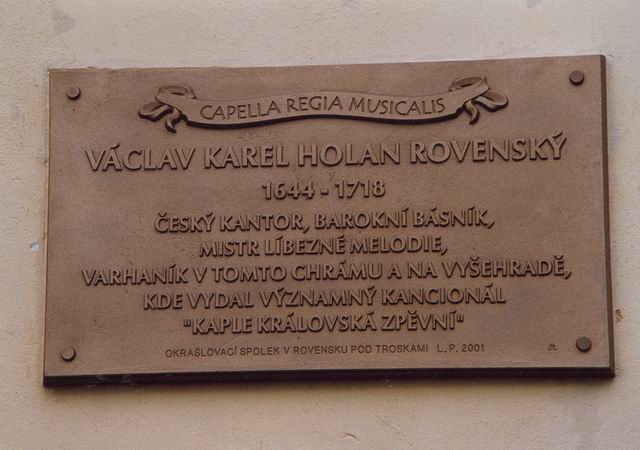 CAPELLA REGIA MUSICALIS
VÁCLAV KAREL HOLAN ROVENSKÝ
1644 - 1718
ČESKÝ KANTOR, BAROKNÍ BÁSNÍK,
MISTR LÍBEZNÉ MELODIE,
VARHANÍK V TOMTO CHRÁMU A NA VYŠEHRADĚ,
KDE VYDAL VÝZNAMNÝ KANCIONÁL
"KAPLE KRÁLOVSKÁ ZPĚVNÍ"
OKRAŠLOVACÍ SPOLEK V ROVENSKU POD TROSKAMI L. P. 2001